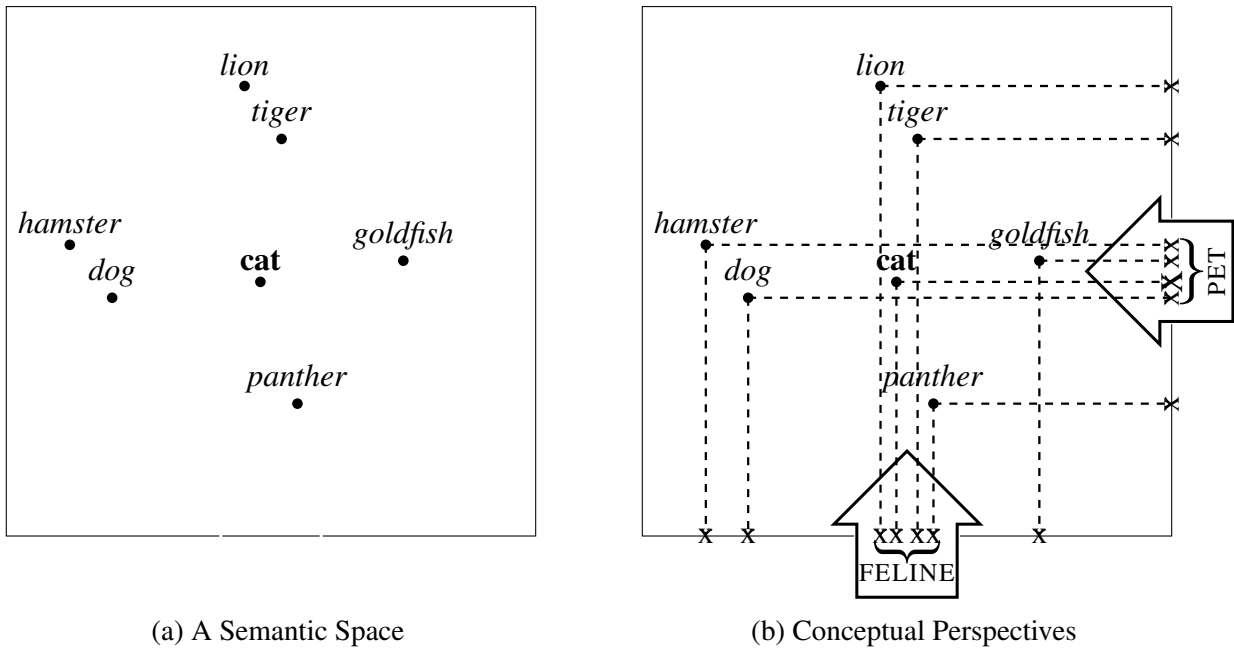 lion
tiger
hamster
goldfish
cat
dog
panther
(a) A Semantic Space
lion
tiger
hamster
goldfish
cat
dog
panther
x
x
x
x
x
x
x
PET
x x x x x x x
FELINE
(b) Conceptual Perspectives